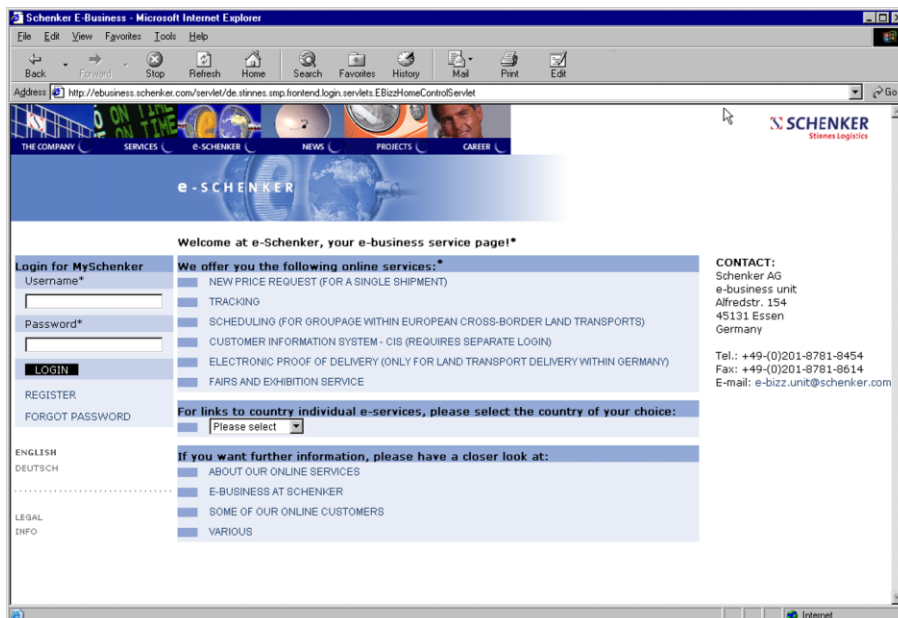 Schenker E-Business - Microsoft Internet Explorer
File Edit View Favorites Tools Help
Back Forward Stop Refresh Home Search Favorites History Mail Print Edit
Address http://ebusiness.schenker.com/servlet/de.stinnes.smp.frontend.login.servlets.EBizzHomeControlServlet Go
ON TIME
ON TIME
SCHENKER
Stinnes Logistics
THE COMPANY SERVICES e-SCHENKER NEWS PROJECTS CAREER
e-SCHENKER
Welcome at e-Schenker, your e-business service page!*
Login for MySchenker
Username*
Password*
LOGIN
REGISTER
FORGOT PASSWORD
ENGLISH
DEUTSCH
LEGAL
INFO
We offer you the following online services:*
NEW PRICE REQUEST (FOR A SINGLE SHIPMENT)
TRACKING
SCHEDULING (FOR GROUPAGE WITHIN EUROPEAN CROSS-BORDER LAND TRANSPORTS)
CUSTOMER INFORMATION SYSTEM - CIS (REQUIRES SEPARATE LOGIN)
ELECTRONIC PROOF OF DELIVERY (ONLY FOR LAND TRANSPORT DELIVERY WITHIN GERMANY)
FAIRS AND EXHIBITION SERVICE
For links to country individual e-services, please select the country of your choice:
Please select
If you want further information, please have a closer look at:
ABOUT OUR ONLINE SERVICES
E-BUSINESS AT SCHENKER
SOME OF OUR ONLINE CUSTOMERS
VARIOUS
CONTACT:
Schenker AG
e-business unit
Alfredstr. 154
45131 Essen
Germany
Tel.: +49-(0)201-8781-8454
Fax: +49-(0)201-8781-8614
E-mail: e-bizz.unit@schenker.com
Internet